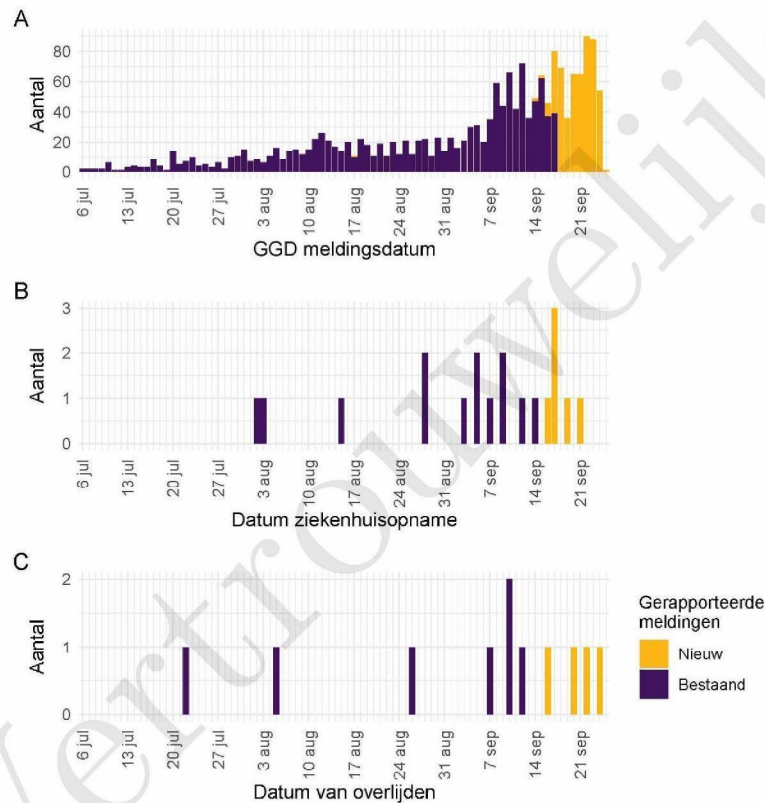 A
80
60
40
20
0
Aantal
6 jul
13 jul
20 jul
27 jul
3 aug
10 aug
17 aug
24 aug
31 aug
7 sep
14 sep
21 sep
GGD meldingsdatum
B
3
2
1
0
Aantal
6 jul
13 jul
20 jul
27 jul
3 aug
10 aug
17 aug
24 aug
31 aug
7 sep
14 sep
21 sep
Datum ziekenhuisopname
C
2
1
0
Aantal
6 jul
13 jul
20 jul
27 jul
3 aug
10 aug
17 aug
24 aug
31 aug
7 sep
14 sep
21 sep
Datum van overlijden
Gerapporteerde
meldingen
Nieuw
Bestaand
Vertrouwelijk